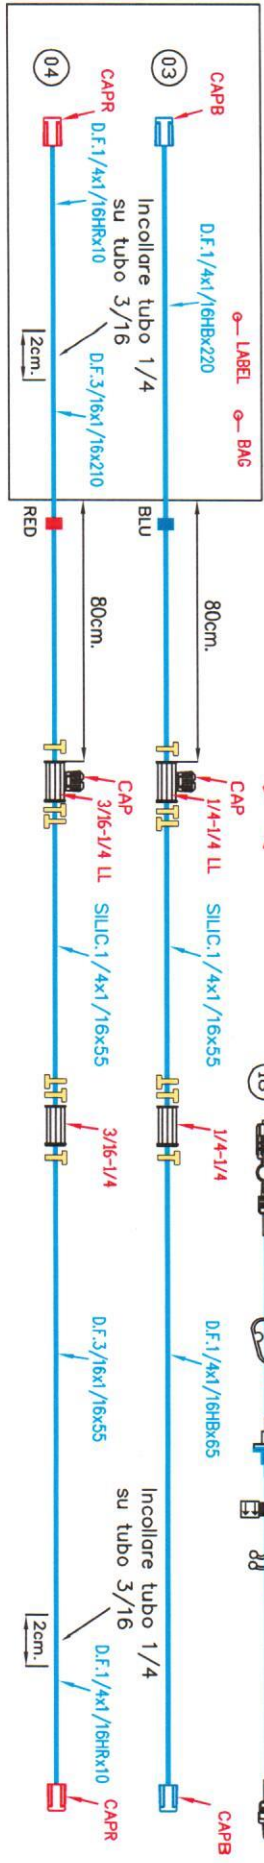 LABEL
BAG
03
CAPB
D.F.1/4x1/16HBx220
BLU
80cm.
CAP
1/4-1/4 LL
SILIC.1/4x1/16x55
1/4-1/4
D.F.1/4x1/16HBx65
CAPB
04
CAPR
D.F.1/4x1/16HRx10
Incollare tubo 1/4
su tubo 3/16
2cm.
D.F.3/16x1/16x210
RED
80cm.
CAP
3/16-1/4 LL
SILIC.1/4x1/16x55
3/16-1/4
D.F.3/16x1/16x55
Incollare tubo 1/4
su tubo 3/16
2cm.
D.F.1/4x1/16HRx10
CAPR